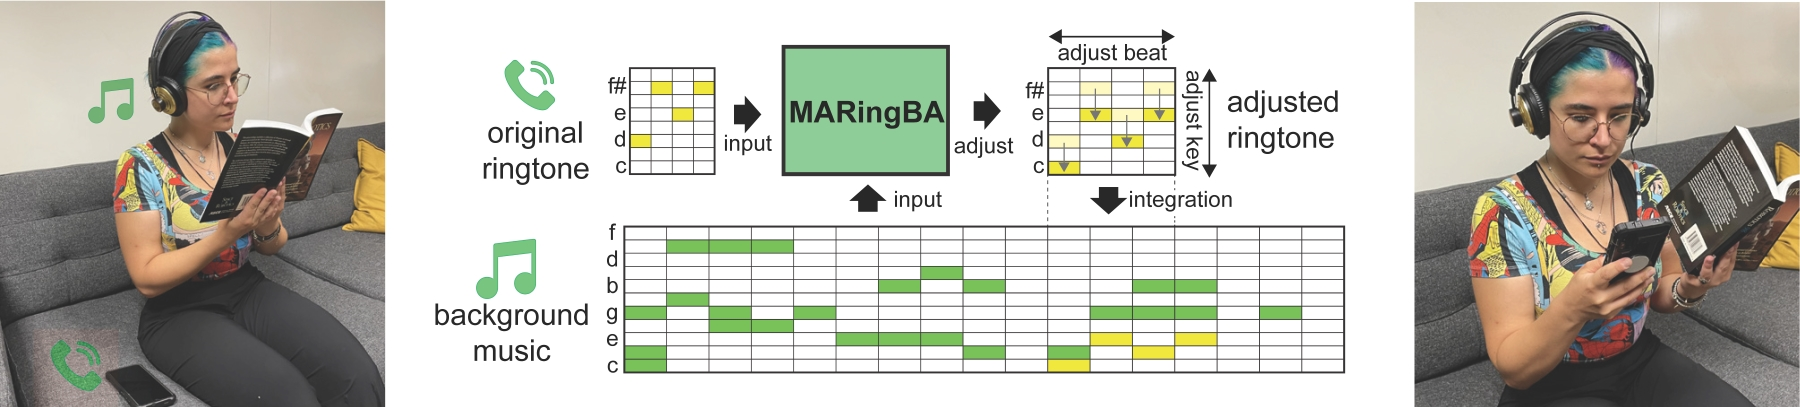 original
ringtone
f#
e
d
c
input
MARingBA
adjust
adjust beat
f#
e
d
c
adjust key
adjusted
ringtone
input
integration
background
music
f
d
b
g
e
c